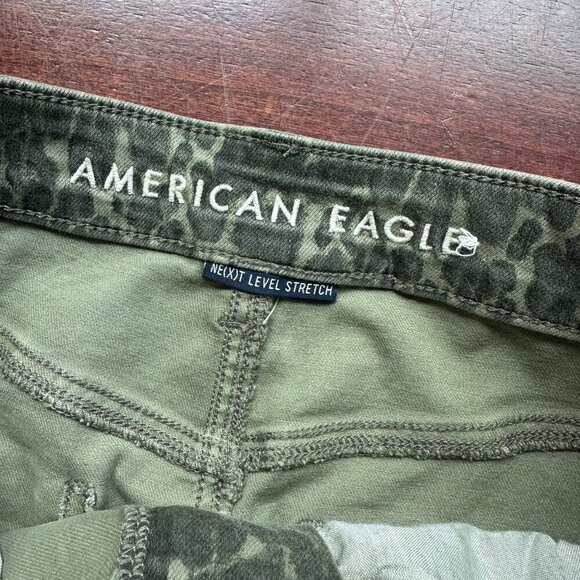 AMERICAN EAGLE
NE(X)T LEVEL STRETCH